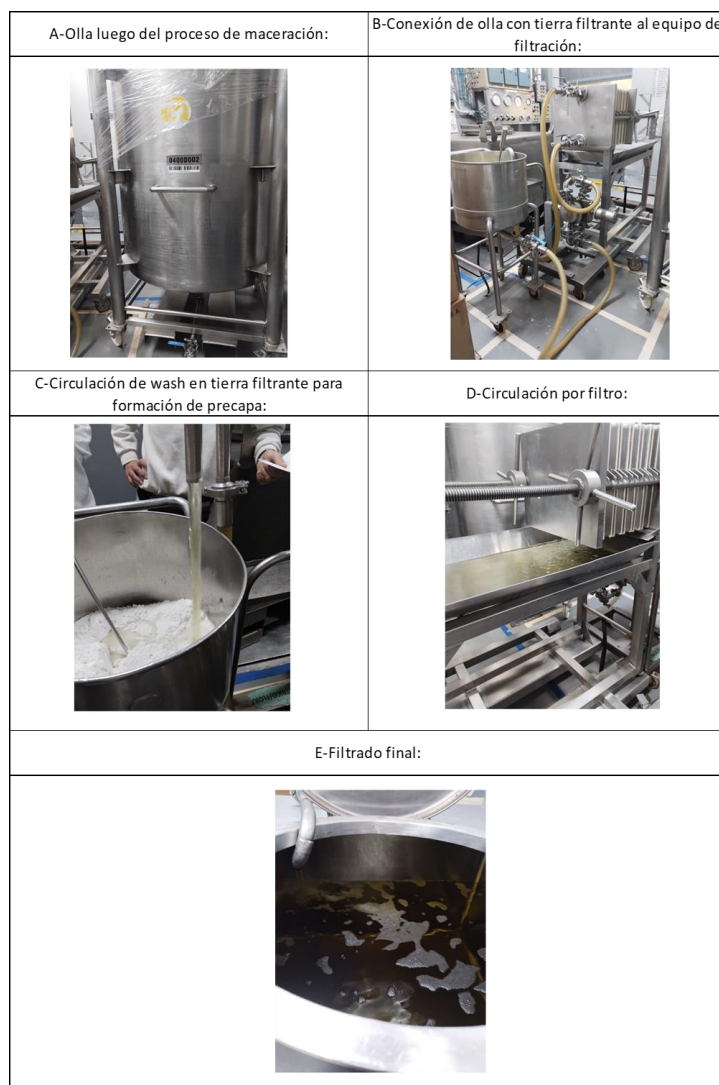 A-Olla luego del proceso de maceración:
B-Conexión de olla con tierra filtrante al equipo de
filtración:
04000002
C-Circulación de wash en tierra filtrante para
formación de precapa:
D-Circulación por filtro:
E-Filtrado final: